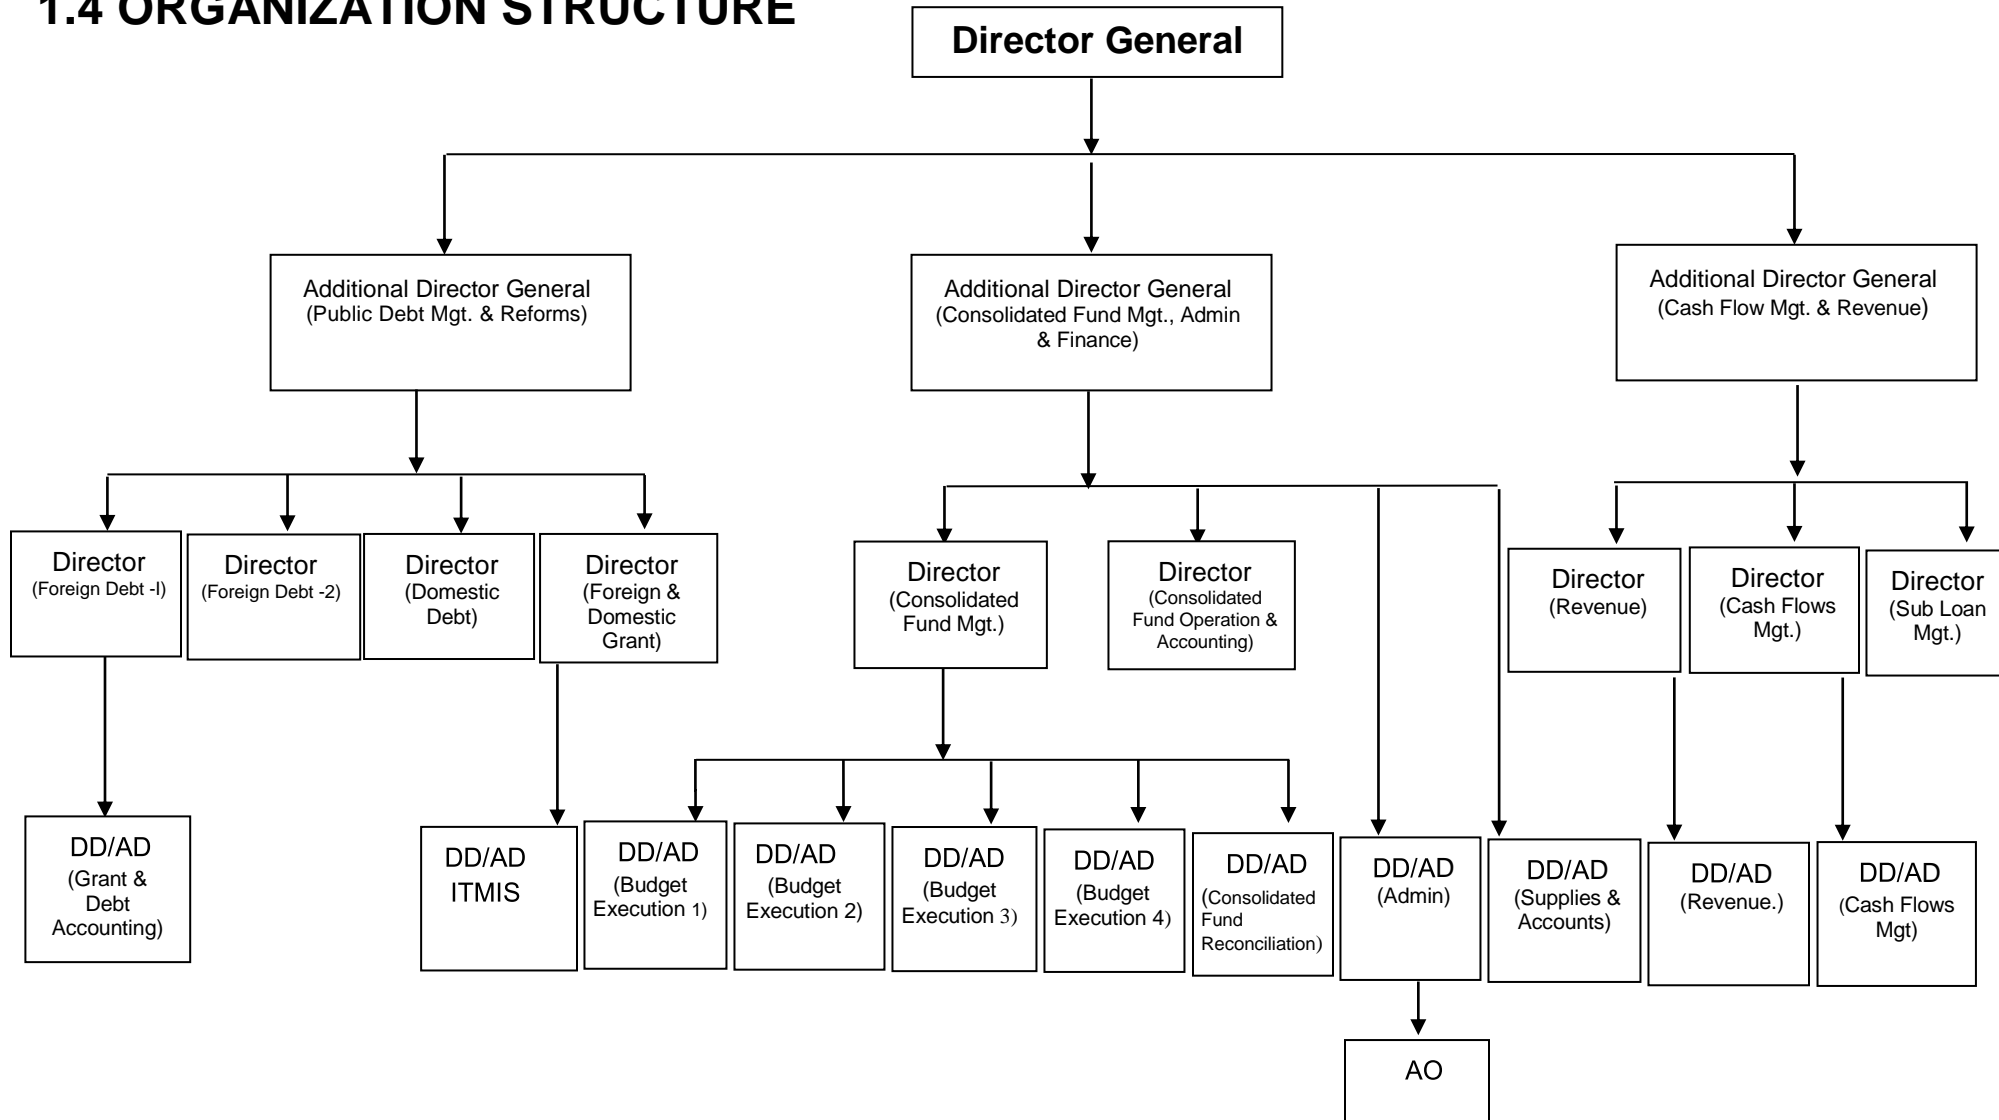 1.4 ORGANIZATION STRUCTURE
Director General
Additional Director General
(Public Debt Mgt. & Reforms)
Additional Director General
(Consolidated Fund Mgt., Admin
& Finance)
Additional Director General
(Cash Flow Mgt. & Revenue)
Director
(Foreign Debt -I)
Director
(Foreign Debt -2)
Director
(Domestic
Debt)
Director
(Foreign &
Domestic
Grant)
Director
(Consolidated
Fund Mgt.)
Director
(Consolidated
Fund Operation &
Accounting)
Director
(Revenue)
Director
(Cash Flows
Mgt.)
Director
(Sub Loan
Mgt.)
DD/AD
(Grant &
Debt
Accounting)
DD/AD
ITMIS
DD/AD
(Budget
Execution 1)
DD/AD
(Budget
Execution 2)
DD/AD
(Budget
Execution 3)
DD/AD
(Budget
Execution 4)
DD/AD
(Consolidated
Fund
Reconciliation)
DD/AD
(Admin)
DD/AD
(Supplies &
Accounts)
DD/AD
(Revenue.)
DD/AD
(Cash Flows
Mgt)
AO